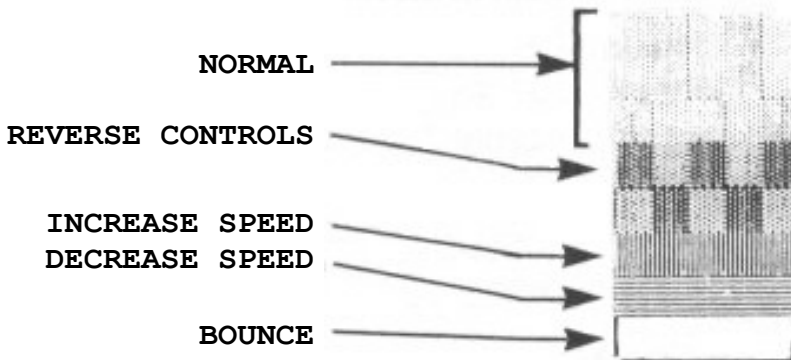 NORMAL
REVERSE CONTROLS
INCREASE SPEED
DECREASE SPEED
BOUNCE